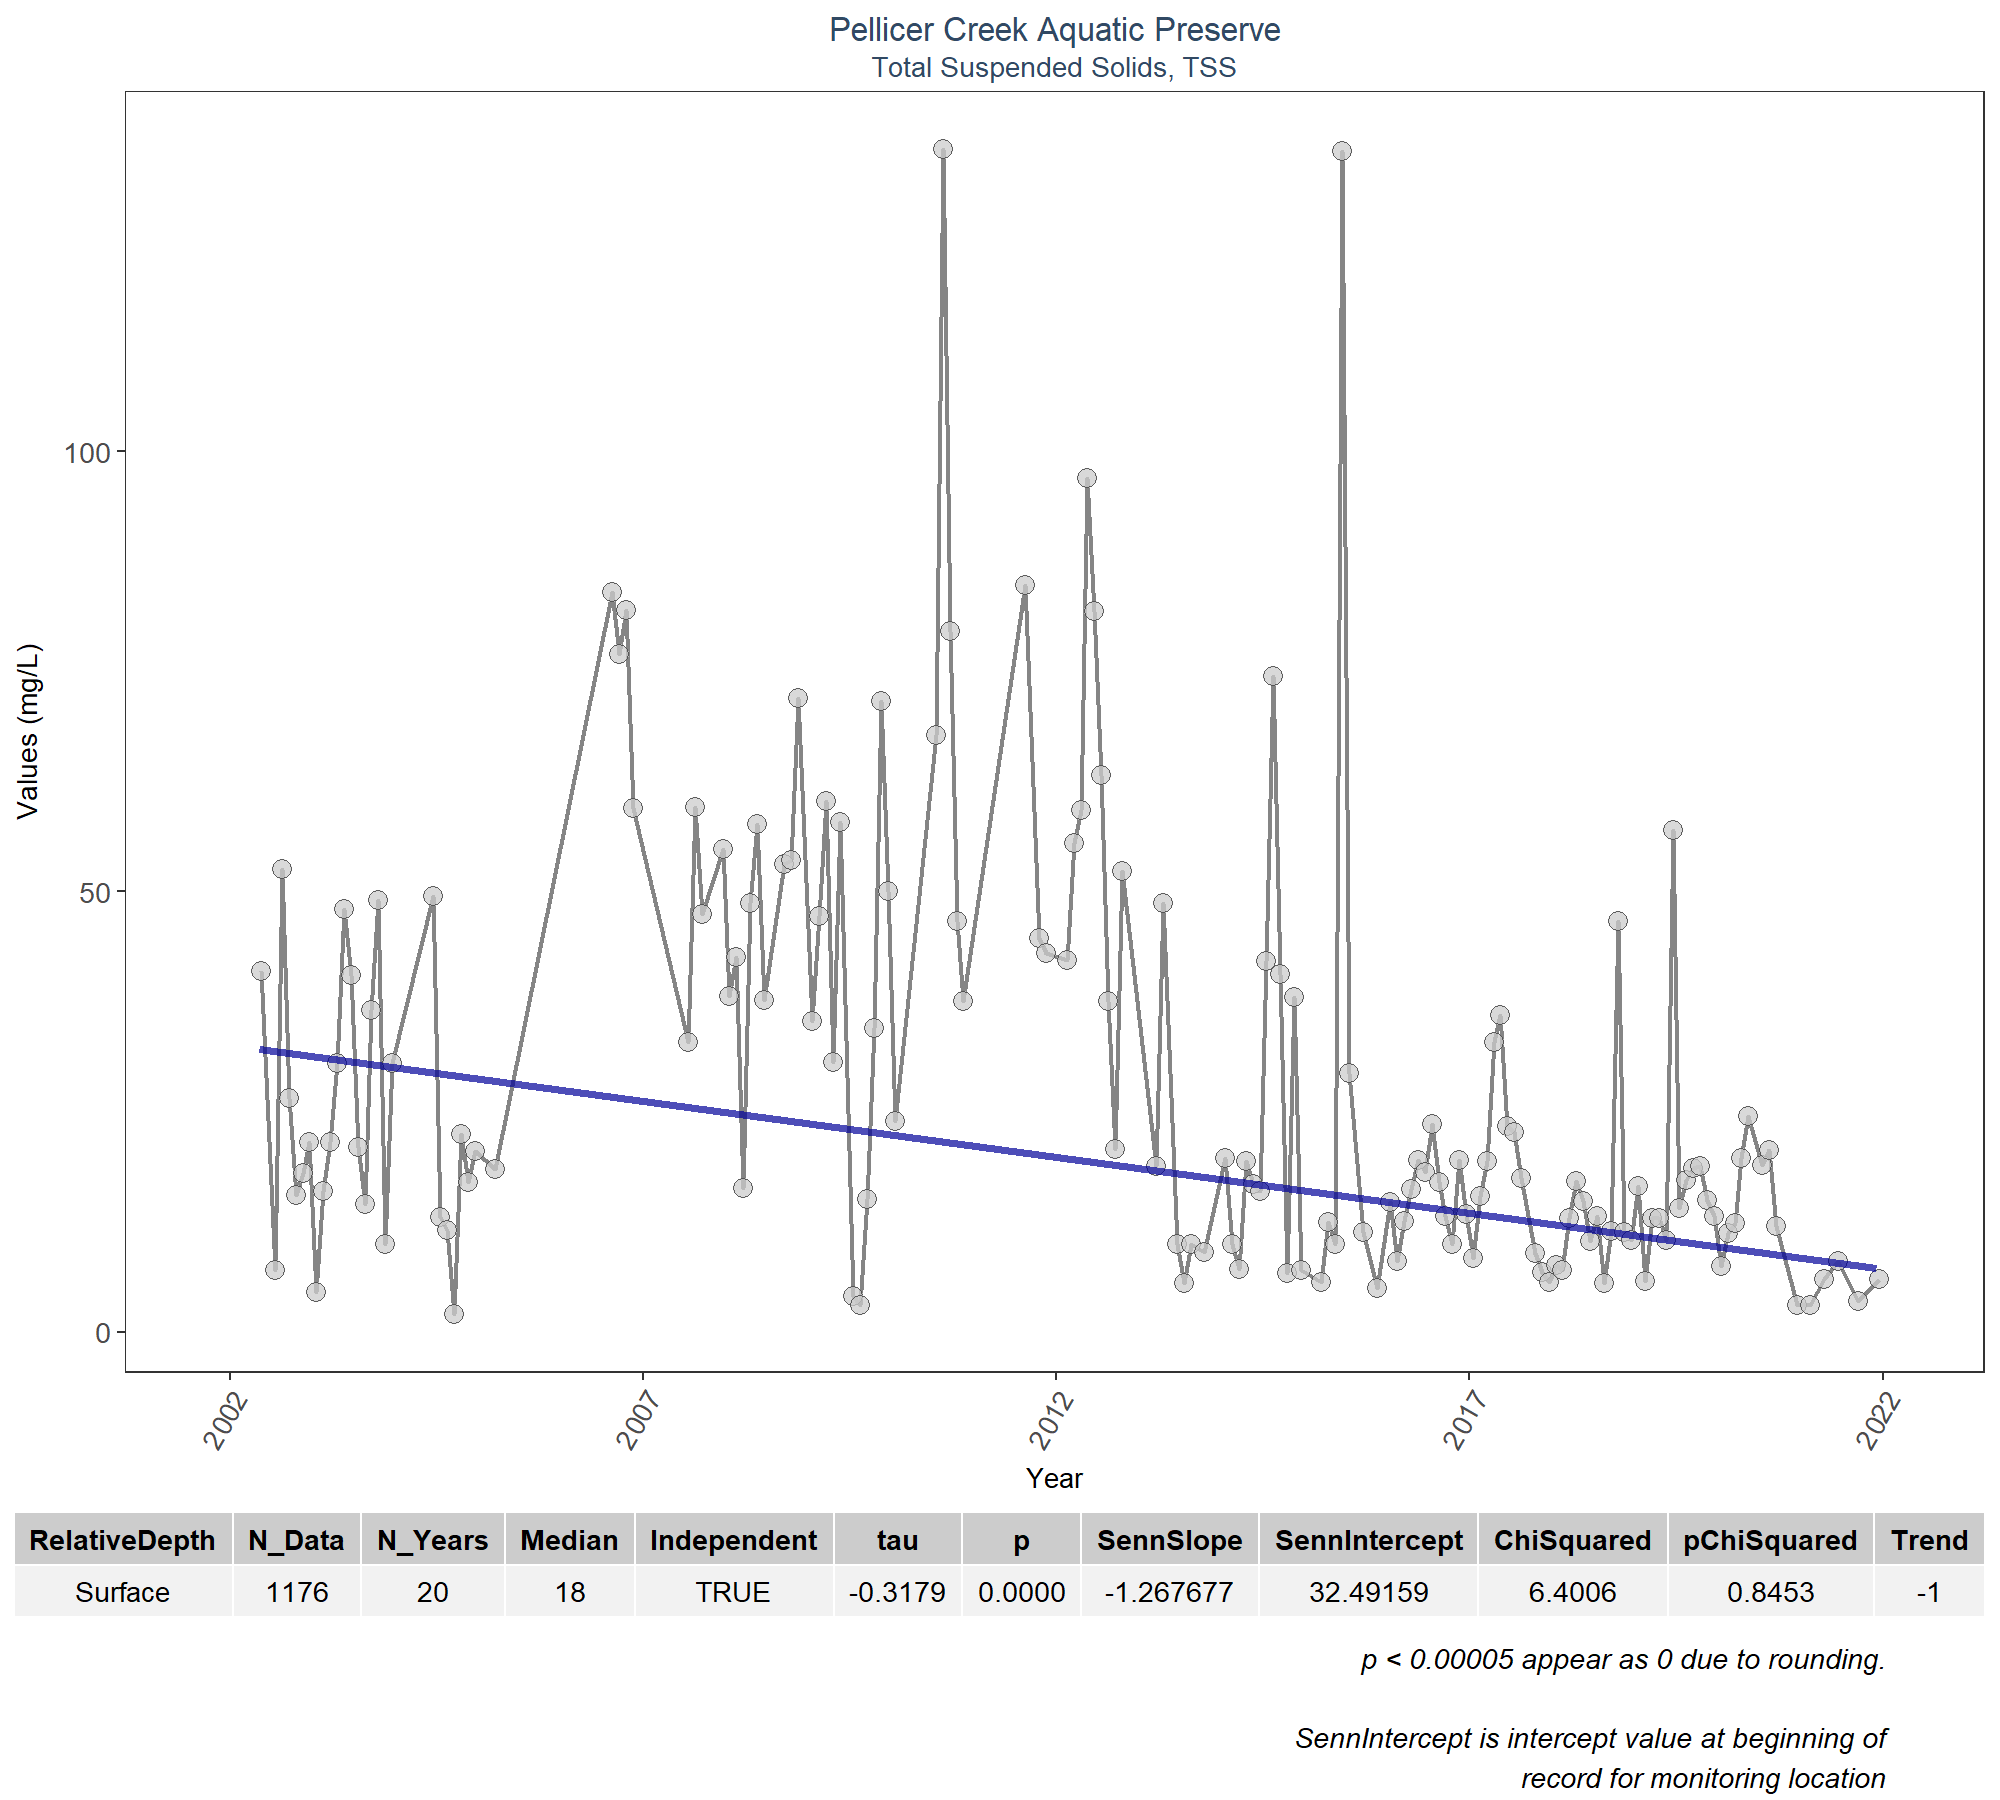 Pellicer Creek Aquatic Preserve
Total Suspended Solids, TSS
Values (mg/L)
100
50
0
2002 2007 2012 2017 2022
Year
RelativeDepth N_Data N_Years Median Independent tau p SennSlope SennIntercept ChiSquared pChiSquared Trend
Surface 1176 20 18 TRUE -0.3179 0.0000 -1.267677 32.49159 6.4006 0.8453 -1
p < 0.00005 appear as 0 due to rounding.
SennIntercept is intercept value at beginning of
record for monitoring location